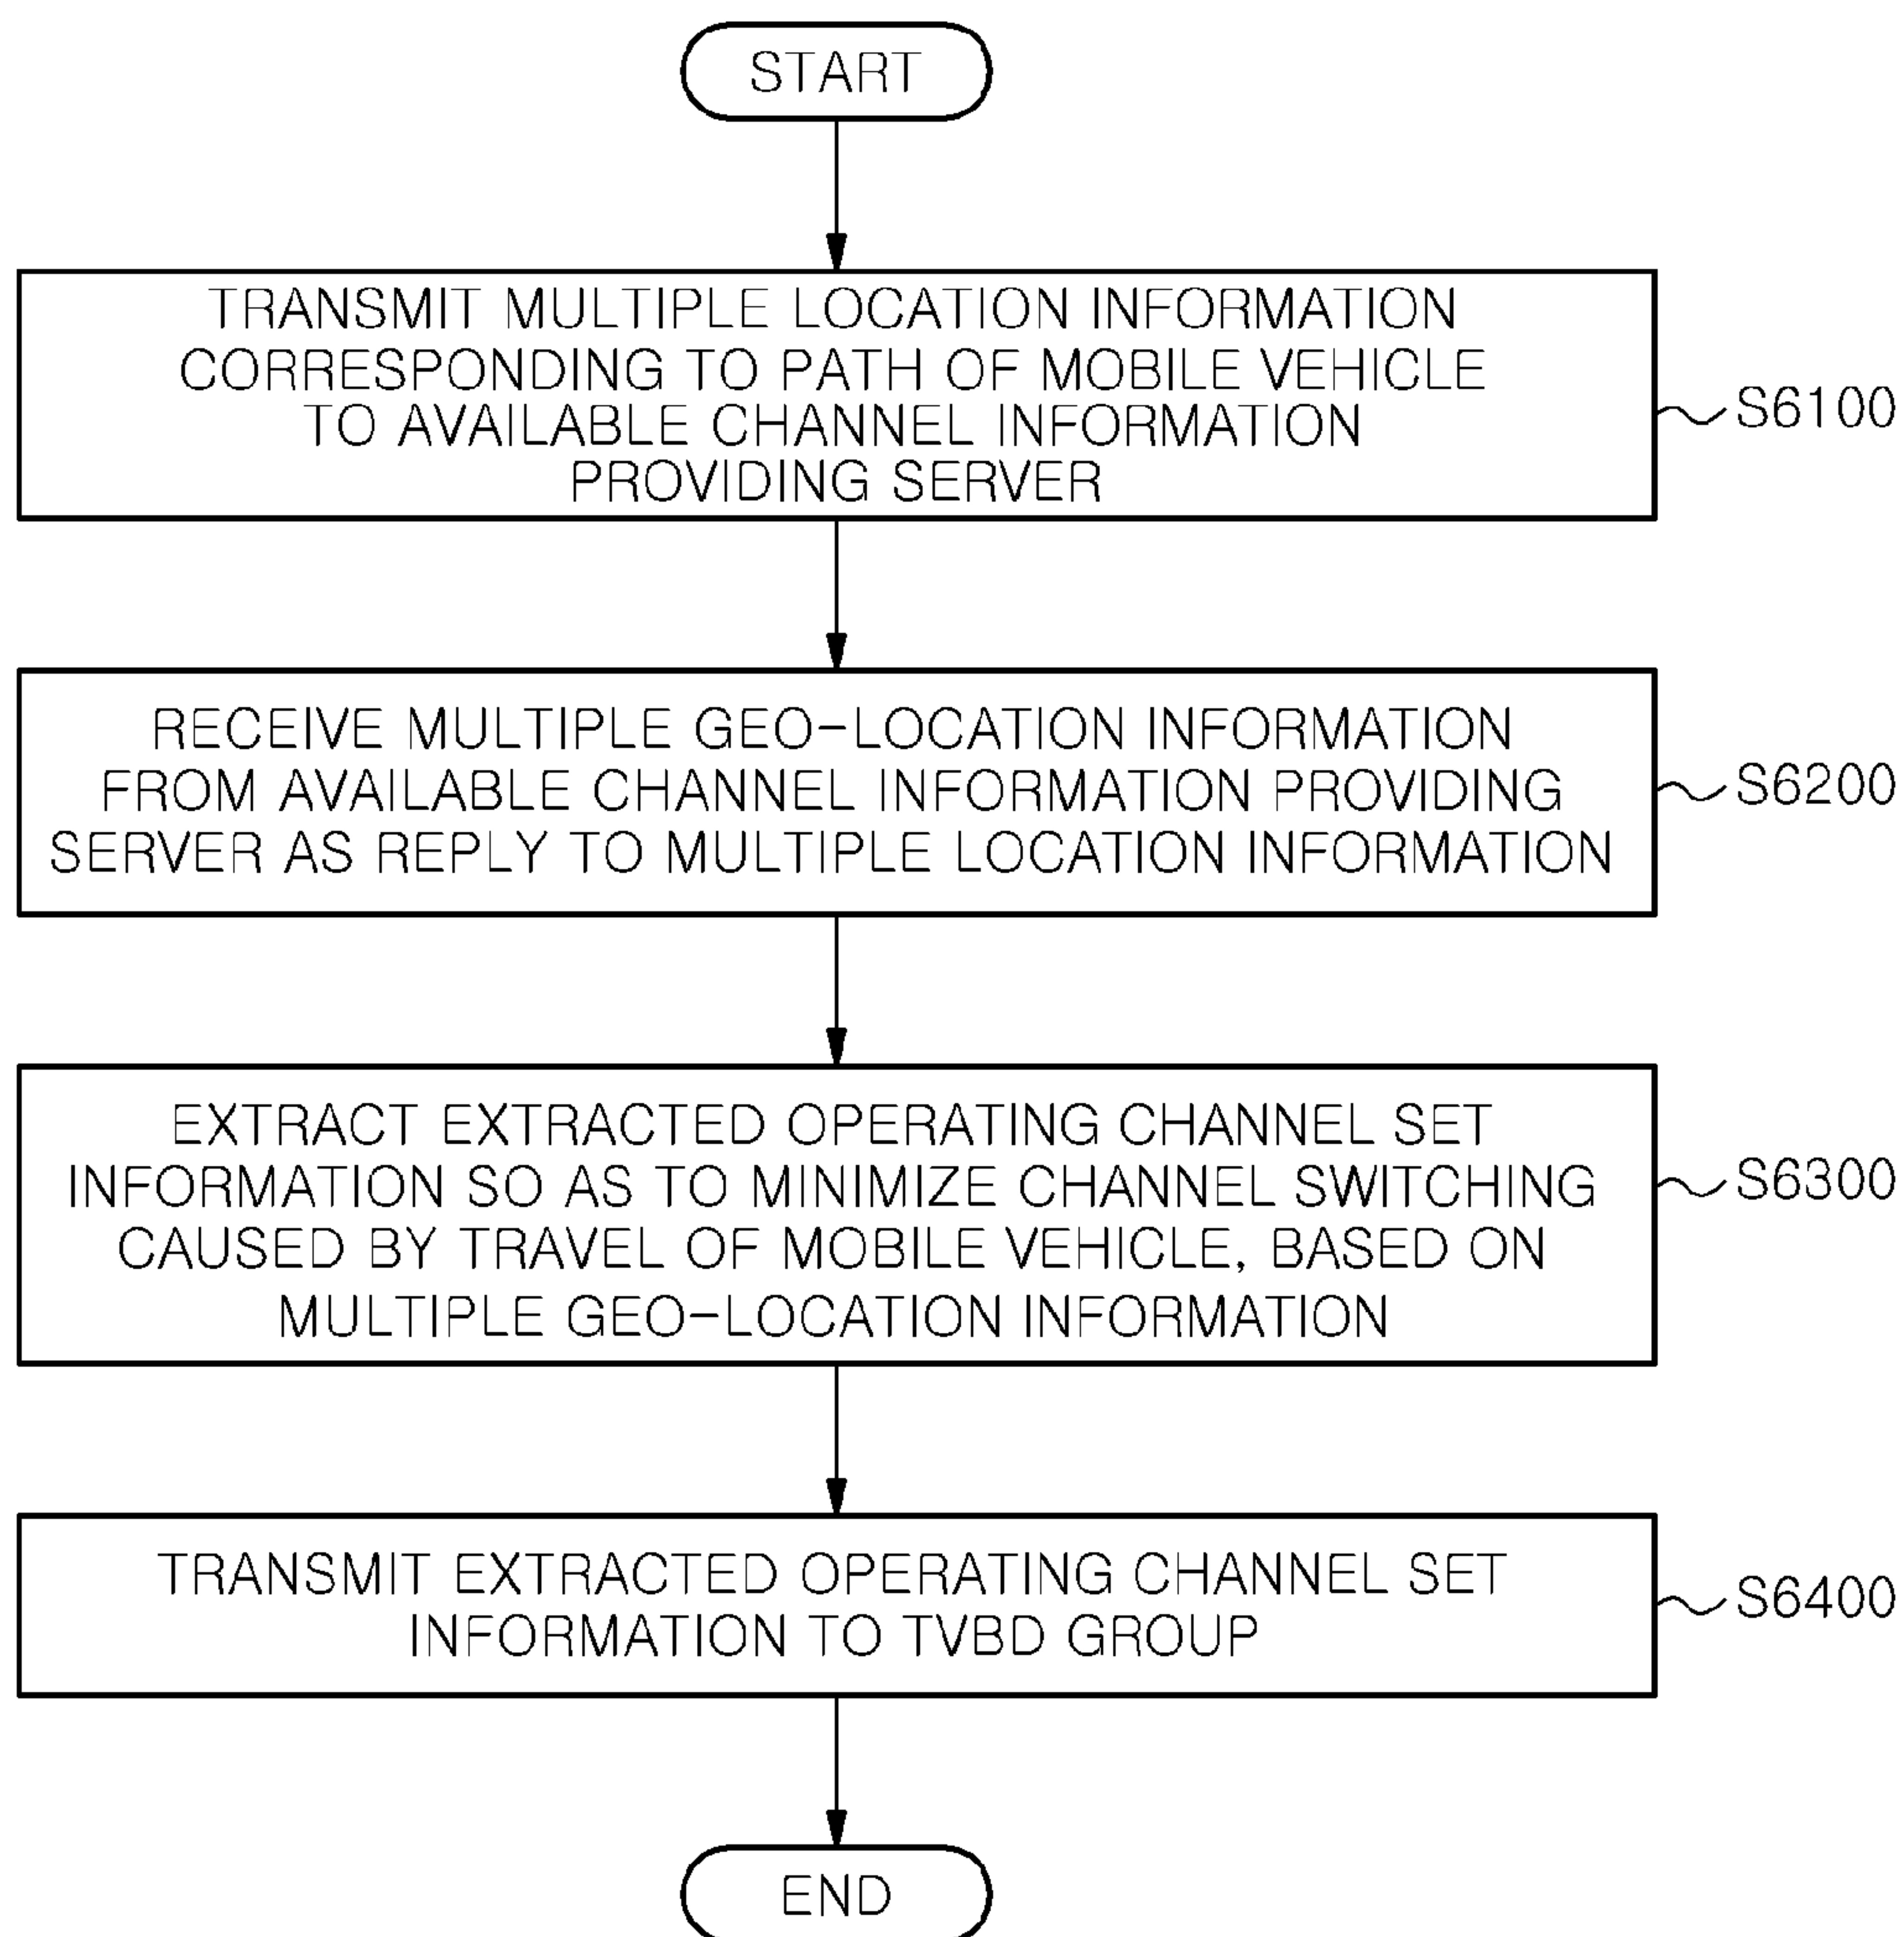 START
TRANSMIT MULTIPLE LOCATION INFORMATION
CORRESPONDING TO PATH OF MOBILE VEHICLE
TO AVAILABLE CHANNEL INFORMATION
PROVIDING SERVER
S6100
RECEIVE MULTIPLE GEO-LOCATION INFORMATION
FROM AVAILABLE CHANNEL INFORMATION PROVIDING
SERVER AS REPLY TO MULTIPLE LOCATION INFORMATION
S6200
EXTRACT EXTRACTED OPERATING CHANNEL SET
INFORMATION SO AS TO MINIMIZE CHANNEL SWITCHING
CAUSED BY TRAVEL OF MOBILE VEHICLE, BASED ON
MULTIPLE GEO-LOCATION INFORMATION
S6300
TRANSMIT EXTRACTED OPERATING CHANNEL SET
INFORMATION TO TVBD GROUP
S6400
END